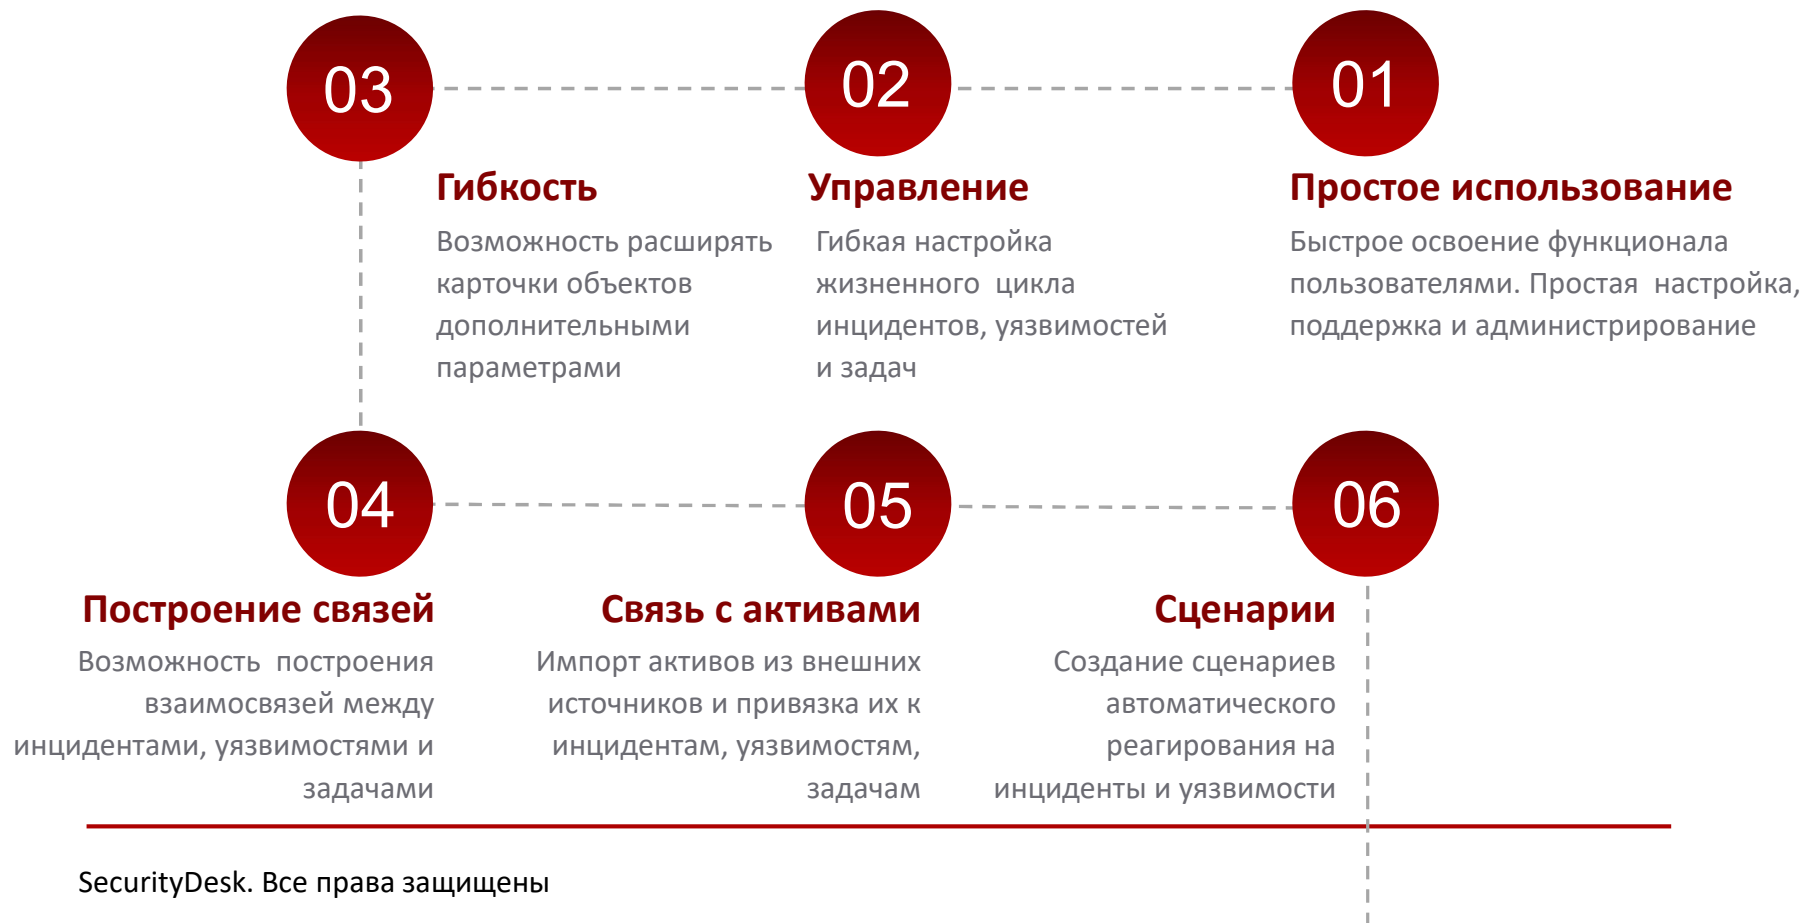 03
02
01
Гибкость
Возможность расширять
карточки объектов
дополнительными
параметрами
Управление
Гибкая настройка
жизненного цикла
инцидентов, уязвимостей
и задач
Простое использование
Быстрое освоение функционала
пользователями. Простая настройка,
поддержка и администрирование
04
05
06
Построение связей
Возможность построения
взаимосвязей между
инцидентами, уязвимостями и
задачами
Связь с активами
Импорт активов из внешних
источников и привязка их к
инцидентам, уязвимостям,
задачам
Сценарии
Создание сценариев
автоматического
реагирования на
инциденты и уязвимости
SecurityDesk. Все права защищены